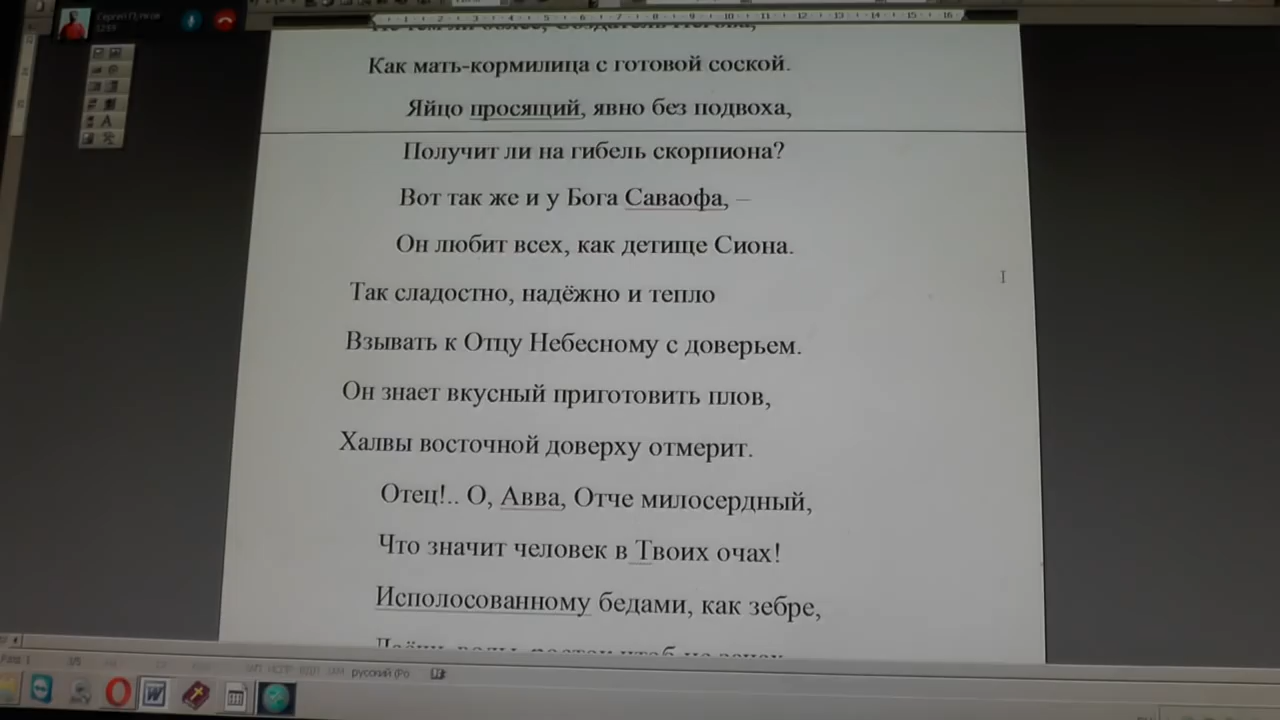 Как мать-кормилица с готовой соской.
Яйцо просящий, явно без подвоха,
Получит ли на гибель скорпиона?
Вот так же и у Бога Саваофа, –
Он любит всех, как детище Сиона.
Так сладостно, надёжно и тепло
Взывать к Отцу Небесному с доверьем.
Он знает вкусный приготовить плов,
Халвы восточной доверху отмерит.
Отец!.. О, Авва, Отче милосердный,
Что значит человек в Твоих очах!
Исполосованному бедами, как зебре,
русский (Ро